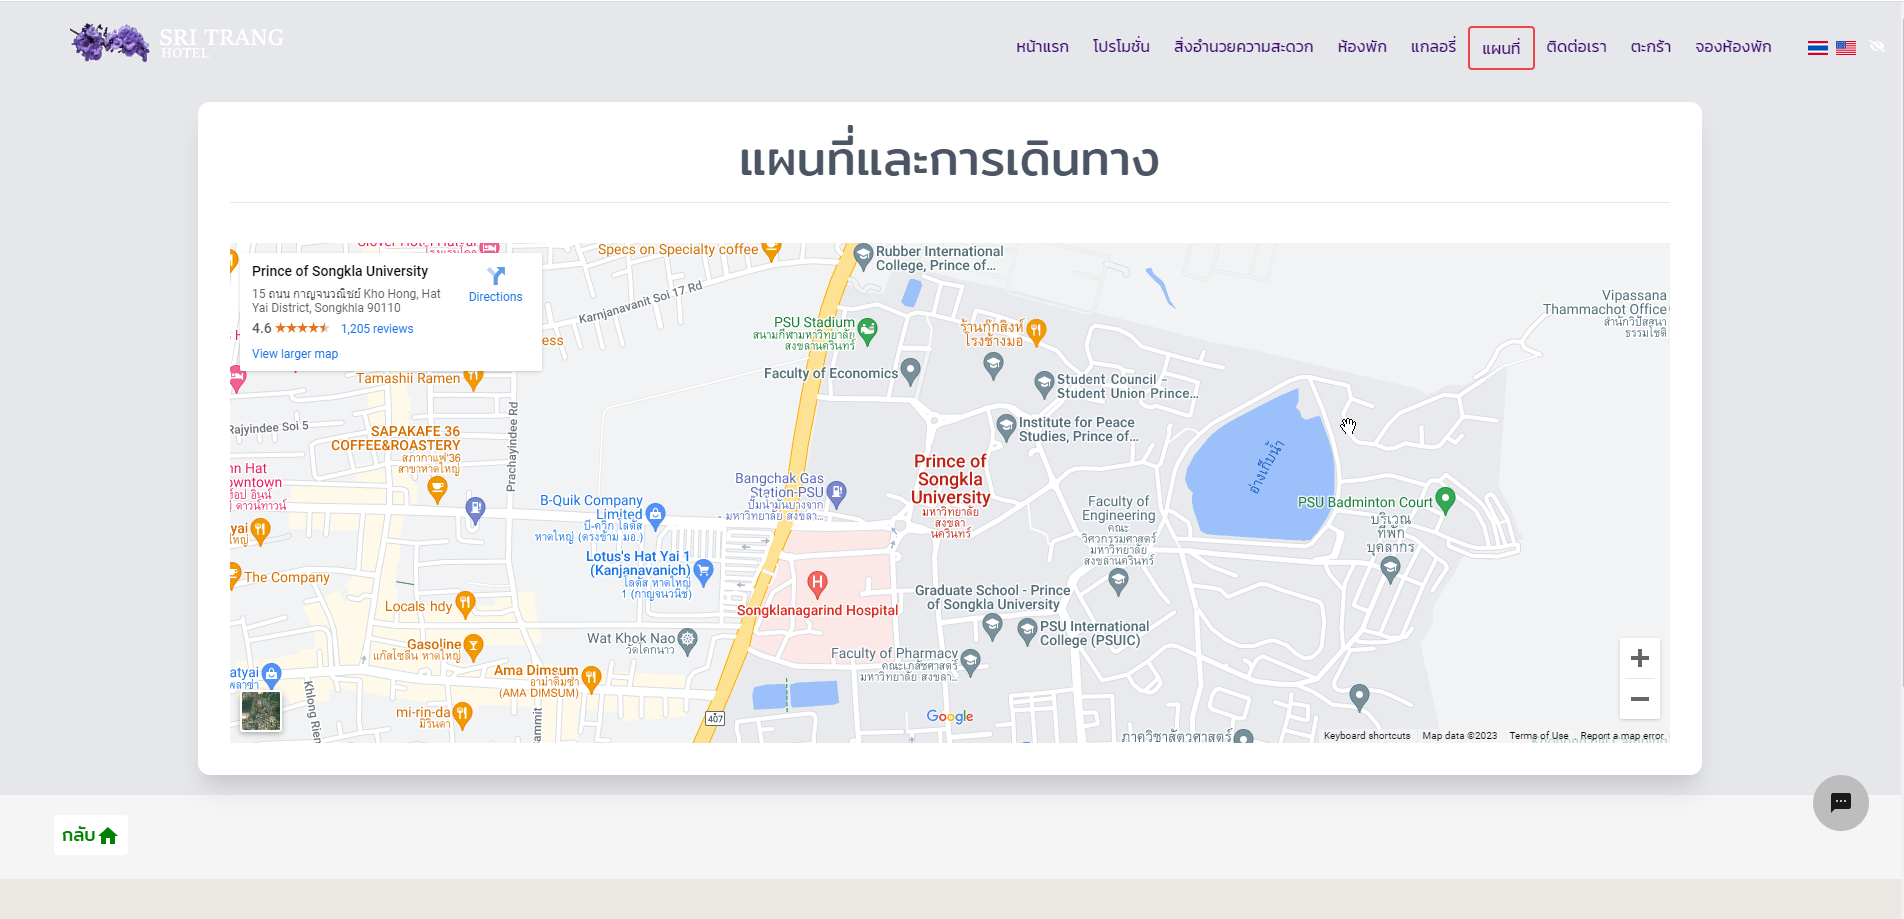 SRI TRANG
HOTEL
หน้าแรก
โปรโมชั่น
สิ่งอำนวยความสะดวก
ห้องพัก
แกลอรี่
แผนที่
ติดต่อเรา
ตะกร้า
จองห้องพัก
แผนที่และการเดินทาง
Prince of Songkla University
15 ถนน กาญจนวณิชย์ Kho Hong, Hat
Yai District, Songkhla 90110
4.6
1,205 reviews
View larger map
Directions
Specs on Specialty coffee
Rubber International
College, Prince of...
Karnjanavanit Soi 17 Rd
Vipassana
Thammachot Office
สำนักวิปัสสนา
ธรรมโชติ
PSU Stadium
สนามกีฬามหาวิทยาลัย
สงขลานครินทร์
ร้านกุ๊กสิงห์
โรงช้างมอ
Faculty of Economics
Student Council -
Student Union Prince...
Tamashii Ramen
Prachayindee Rd
Rajyindee Soi 5
SAPAKAFE 36
COFFEE&ROASTERY
สภากาแฟ'36
สาขาหาดใหญ่
Institute for Peace
Studies, Prince of...
Prince of
Songkla
University
มหาวิทยาลัย
สงขลา
นครินทร์
อ่างเก็บน้ำ
Bangchak Gas
Station-PSU
ปั๊มน้ำมันบางจาก
มหาวิทยาลัย สงขลา...
B-Quik Company
Limited
บี-ควิก โลตัส
หาดใหญ่ (ตรงข้าม มอ.)
Faculty of
Engineering
คณะ
วิศวกรรมศาสตร์
มหาวิทยาลัย
สงขลานครินทร์
PSU Badminton Court
บริเวณ
ที่พัก
บุคลากร
Lotus's Hat Yai 1
(Kanjanavanich)
โลตัส หาดใหญ่
1 (กาญจนวนิช)
The Company
Locals hdy
Songklanagarind Hospital
Graduate School - Prince
of Songkla University
PSU International
College (PSUIC)
Wat Khok Nao
วัดโคกนาว
Gasoline
แก๊สโซลีน หาดใหญ่
Faculty of Pharmacy
คณะเภสัชศาสตร์
มหาวิทยาลัย สงขลา...
Ama Dimsum
อาม่าติ่มซำ
(AMA DIMSUM)
mi-rin-da
มิรินดา
Khlong Rien
407
Google
ภาควิชาสัตวศาสตร์
Keyboard shortcuts
Map data ©2023
Terms of Use
Report a map error
กลับ